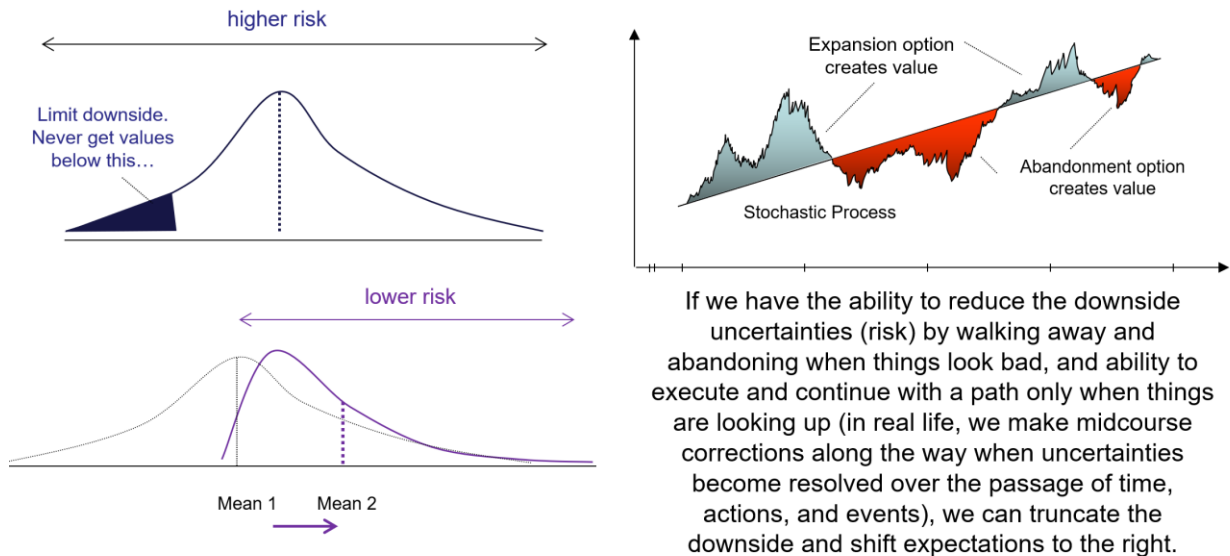 higher risk
Limit downside.
Never get values
below this…
lower risk
Mean 1
Mean 2
Expansion option
creates value
Abandonment option
creates value
Stochastic Process
If we have the ability to reduce the downside
uncertainties (risk) by walking away and
abandoning when things look bad, and ability to
execute and continue with a path only when things
are looking up (in real life, we make midcourse
corrections along the way when uncertainties
become resolved over the passage of time,
actions, and events), we can truncate the
downside and shift expectations to the right.